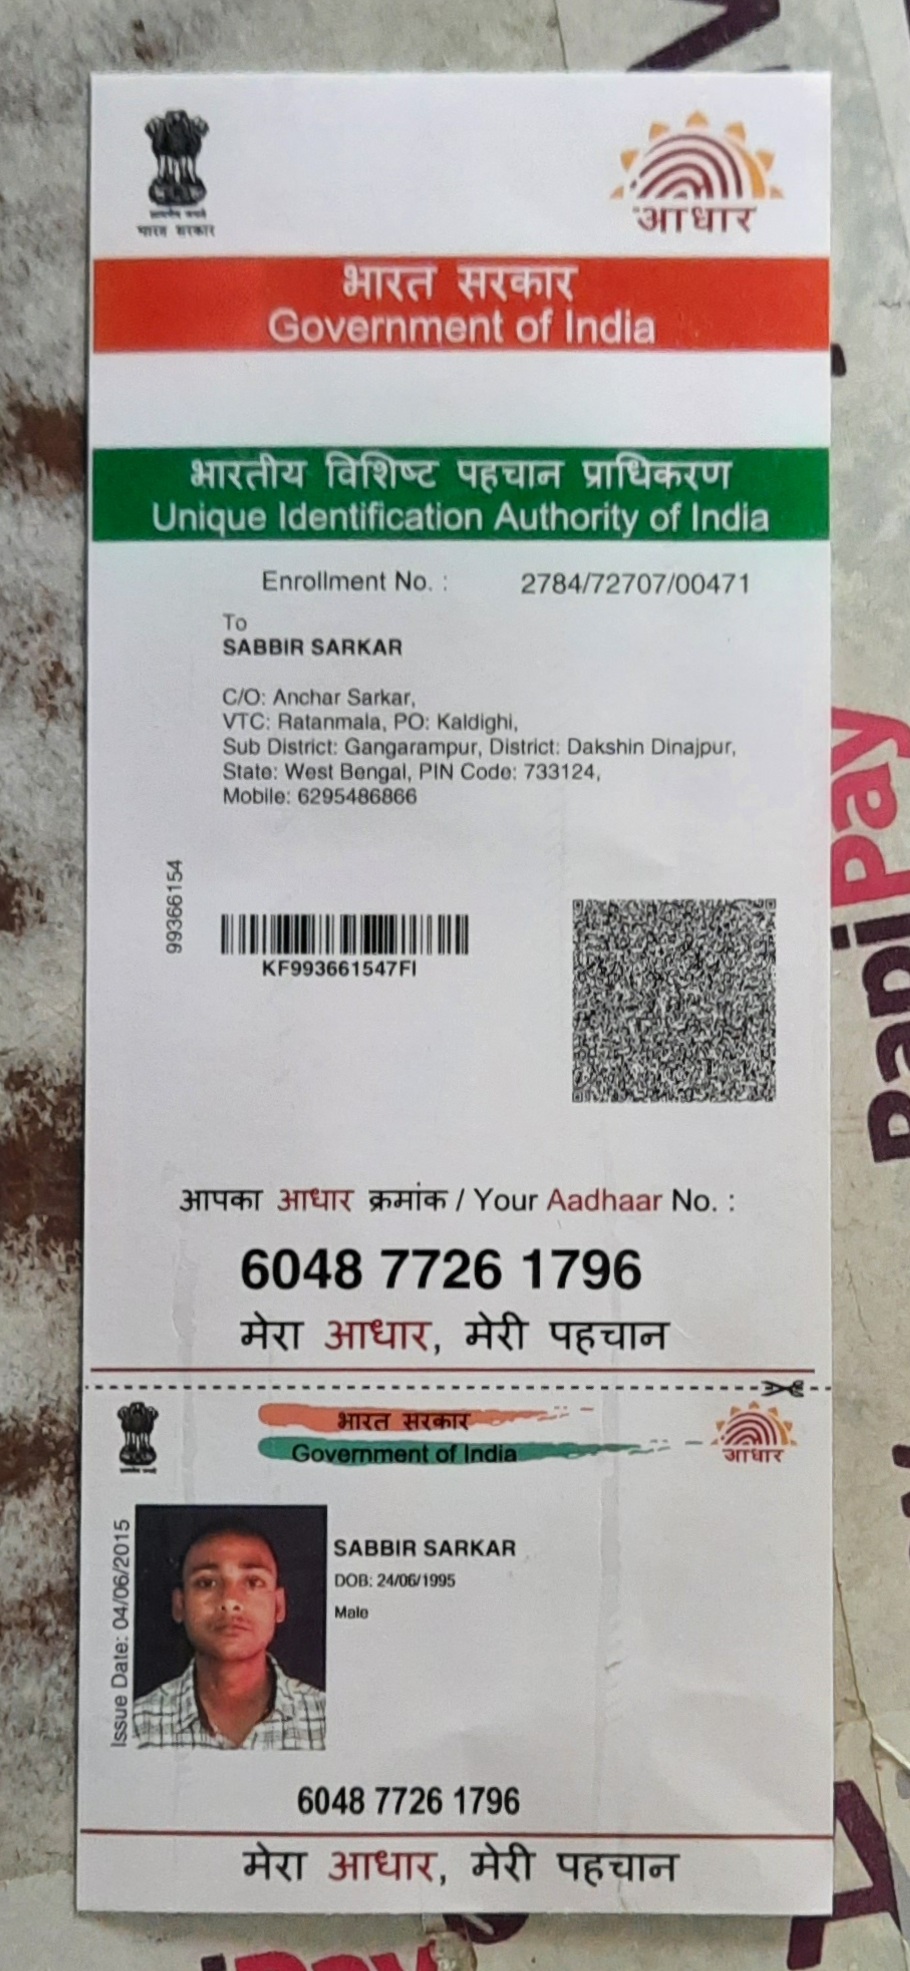 भारत सरकार
आधार
भारत सरकार
Government of India
भारतीय विशिष्ट पहचान प्राधिकरण
Unique Identification Authority of India
Enrollment No. : 2784/72707/00471
To
SABBIR SARKAR
C/O: Anchar Sarkar,
VTC: Ratanmala, PO: Kaldighi,
Sub District: Gangarampur, District: Dakshin Dinajpur,
State: West Bengal, PIN Code: 733124,
Mobile: 6295486866
99366154
KF993661547FI
आपका आधार क्रमांक / Your Aadhaar No. :
6048 7726 1796
मेरा आधार, मेरी पहचान
भारत सरकार
Government of India
आधार
Issue Date: 04/06/2015
SABBIR SARKAR
DOB: 24/06/1995
Male
6048 7726 1796
मेरा आधार, मेरी पहचान
Pay